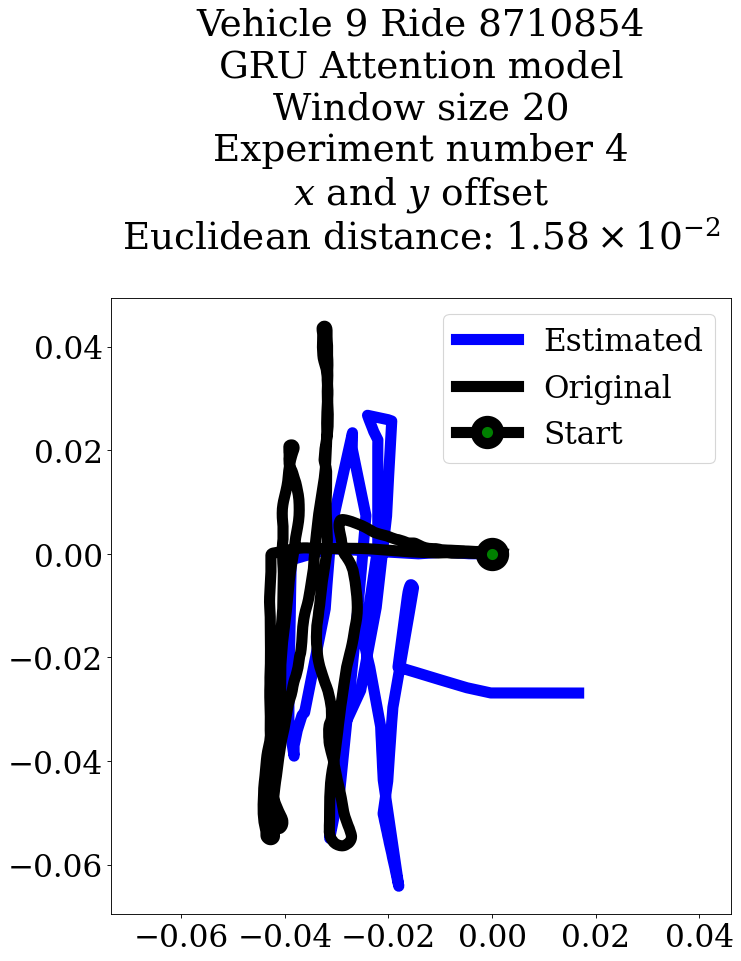 Vehicle 9 Ride 8710854
GRU Attention model
Window size 20
Experiment number 4
x and y offset
Euclidean distance: 1.58 × 10⁻²
Estimated
Original
Start
0.04
0.02
0.00
−0.02
−0.04
−0.06
−0.06 −0.04 −0.02 0.00 0.02 0.04